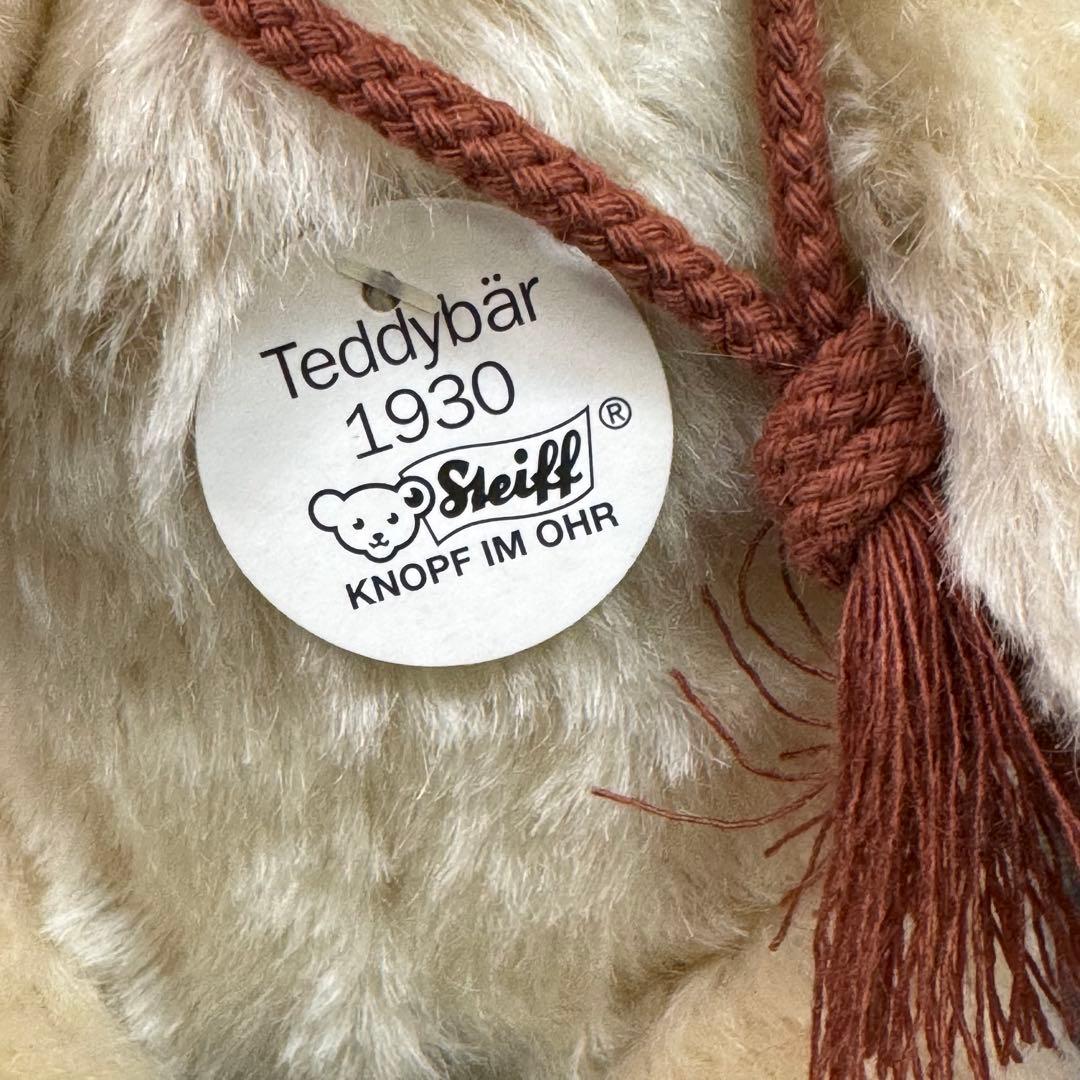 Teddybär
1930
Steiff ®
KNOPF IM OHR